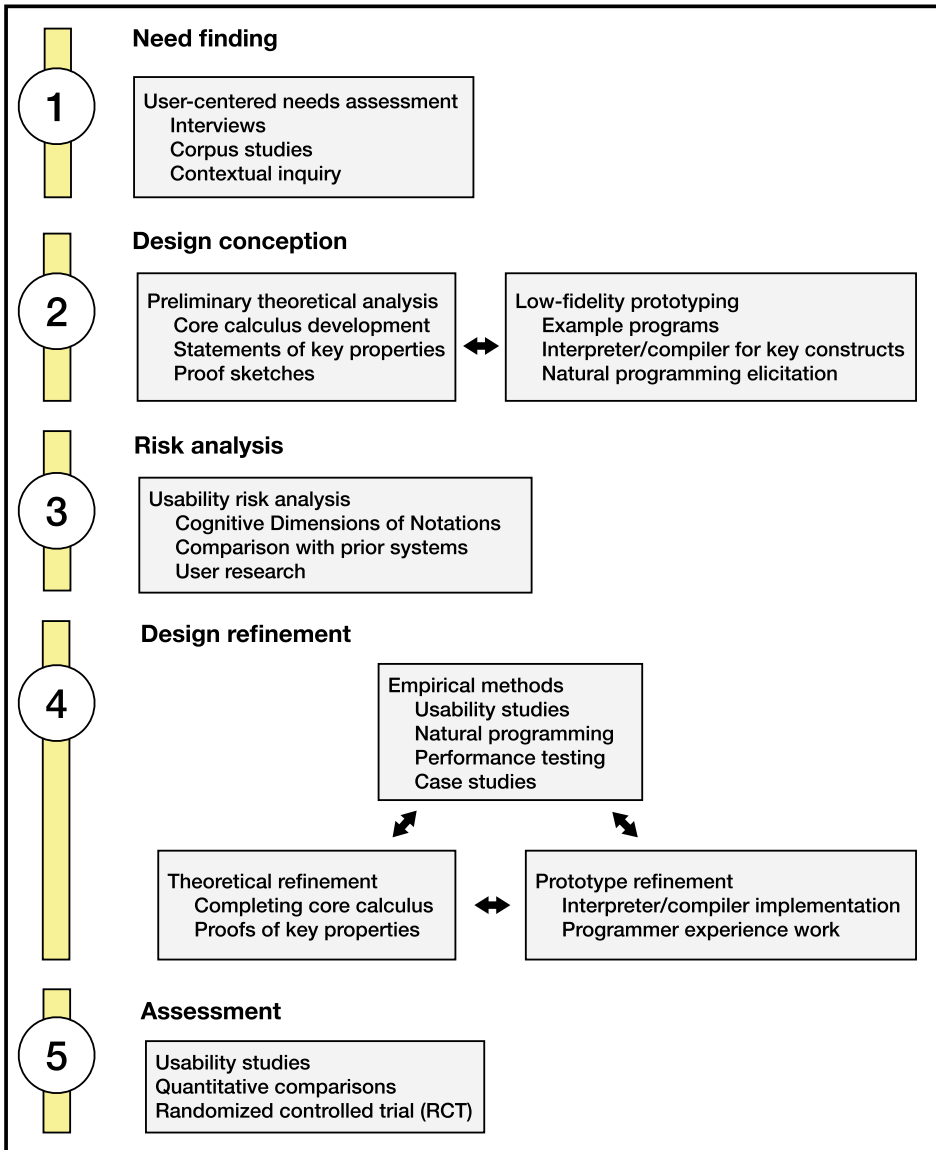 Need finding
1
User-centered needs assessment
Interviews
Corpus studies
Contextual inquiry
Design conception
2
Preliminary theoretical analysis
Core calculus development
Statements of key properties
Proof sketches
Low-fidelity prototyping
Example programs
Interpreter/compiler for key constructs
Natural programming elicitation
Risk analysis
3
Usability risk analysis
Cognitive Dimensions of Notations
Comparison with prior systems
User research
Design refinement
4
Empirical methods
Usability studies
Natural programming
Performance testing
Case studies
Theoretical refinement
Completing core calculus
Proofs of key properties
Prototype refinement
Interpreter/compiler implementation
Programmer experience work
Assessment
5
Usability studies
Quantitative comparisons
Randomized controlled trial (RCT)